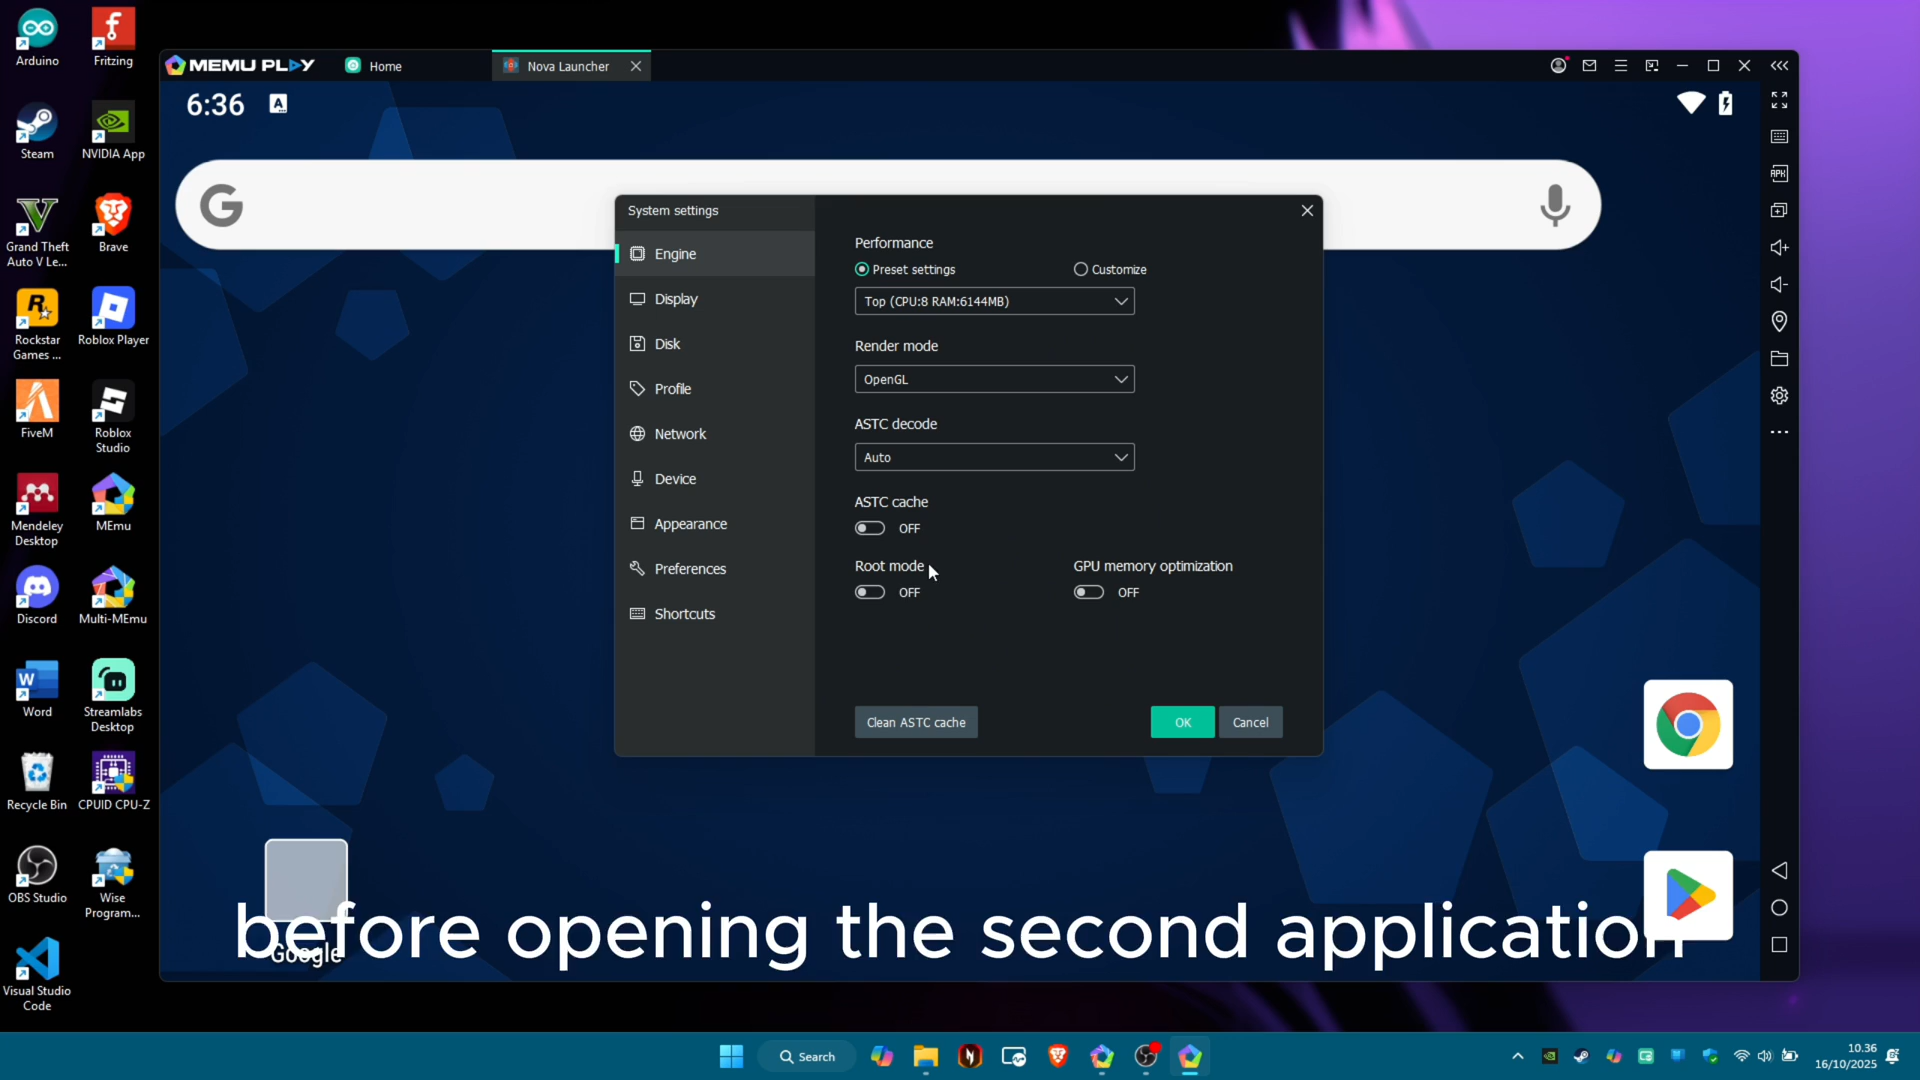 Arduino
Fritzing
Steam
NVIDIA App
Grand Theft
Auto V Le...
Brave
Rockstar
Games ...
Roblox Player
FiveM
Roblox
Studio
Mendeley
Desktop
MEmu
Discord
Multi-MEmu
Word
Streamlabs
Desktop
Recycle Bin
CPUID CPU-Z
OBS Studio
Wise
Program...
Visual Studio
Code
MEMU PLAY
Home
Nova Launcher
6:36
A
APK
System settings
Engine
Display
Disk
Profile
Network
Device
Appearance
Preferences
Shortcuts
Performance
Preset settings
Customize
Top (CPU:8 RAM:6144MB)
Render mode
OpenGL
ASTC decode
Auto
ASTC cache
OFF
Root mode
GPU memory optimization
OFF
OFF
Clean ASTC cache
OK
Cancel
Google
before opening the second application
Search
10.36
16/10/2025